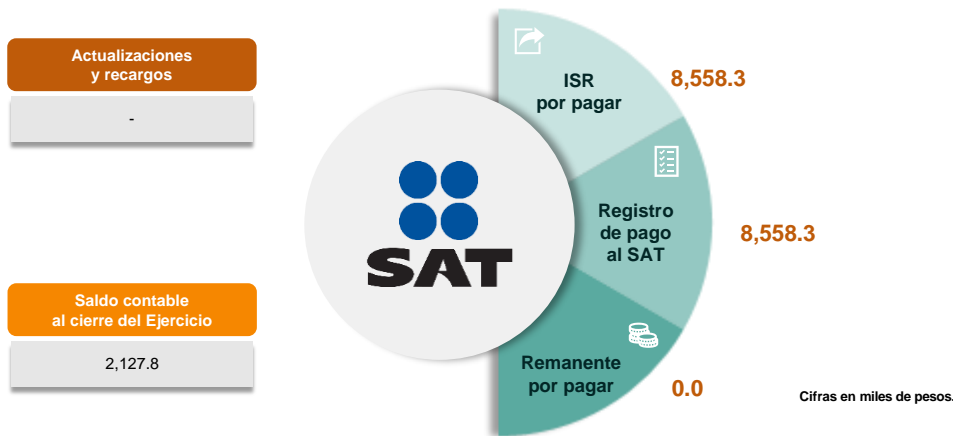 Actualizaciones
y recargos
-
Saldo contable
al cierre del Ejercicio
2,127.8
SAT
ISR
por pagar
8,558.3
Registro
de pago
al SAT
8,558.3
Remanente
por pagar
0.0
Cifras en miles de pesos.